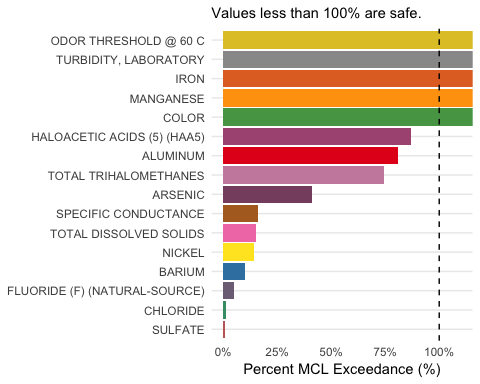 Values less than 100% are safe.
ODOR THRESHOLD @ 60 C
TURBIDITY, LABORATORY
IRON
MANGANESE
COLOR
HALOACETIC ACIDS (5) (HAA5)
ALUMINUM
TOTAL TRIHALOMETHANES
ARSENIC
SPECIFIC CONDUCTANCE
TOTAL DISSOLVED SOLIDS
NICKEL
BARIUM
FLUORIDE (F) (NATURAL-SOURCE)
CHLORIDE
SULFATE
0% 25% 50% 75% 100%
Percent MCL Exceedance (%)